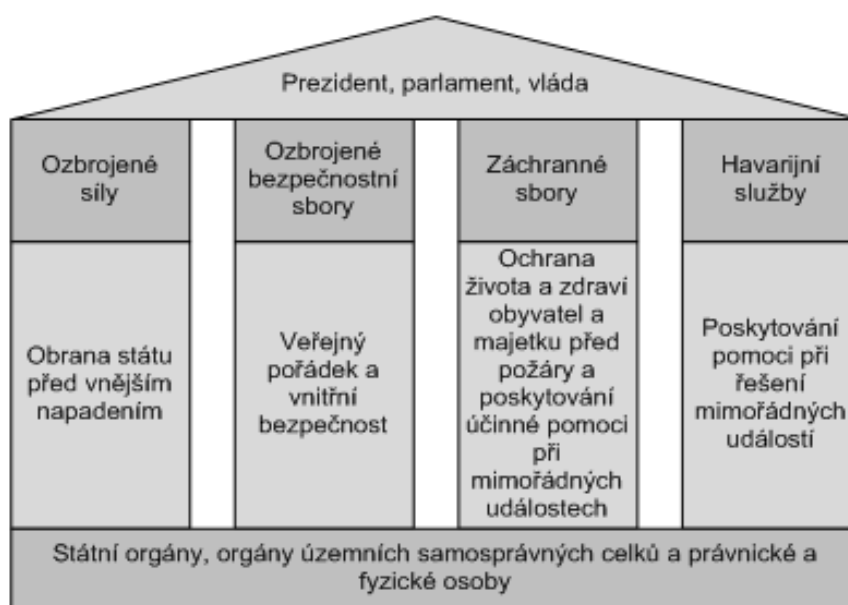 Prezident, parlament, vláda
Ozbrojené
síly
Ozbrojené
bezpečnostní
sbory
Záchranné
sbory
Havarijní
služby
Obrana státu
před vnějším
napadením
Veřejný
pořádek a
vnitřní
bezpečnost
Ochrana
života a zdraví
obyvatel a
majetku před
požáry a
poskytování
účinné pomoci
při
mimořádných
událostech
Poskytování
pomoci při
řešení
mimořádných
událostí
Státní orgány, orgány územních samosprávných celků a právnické a
fyzické osoby